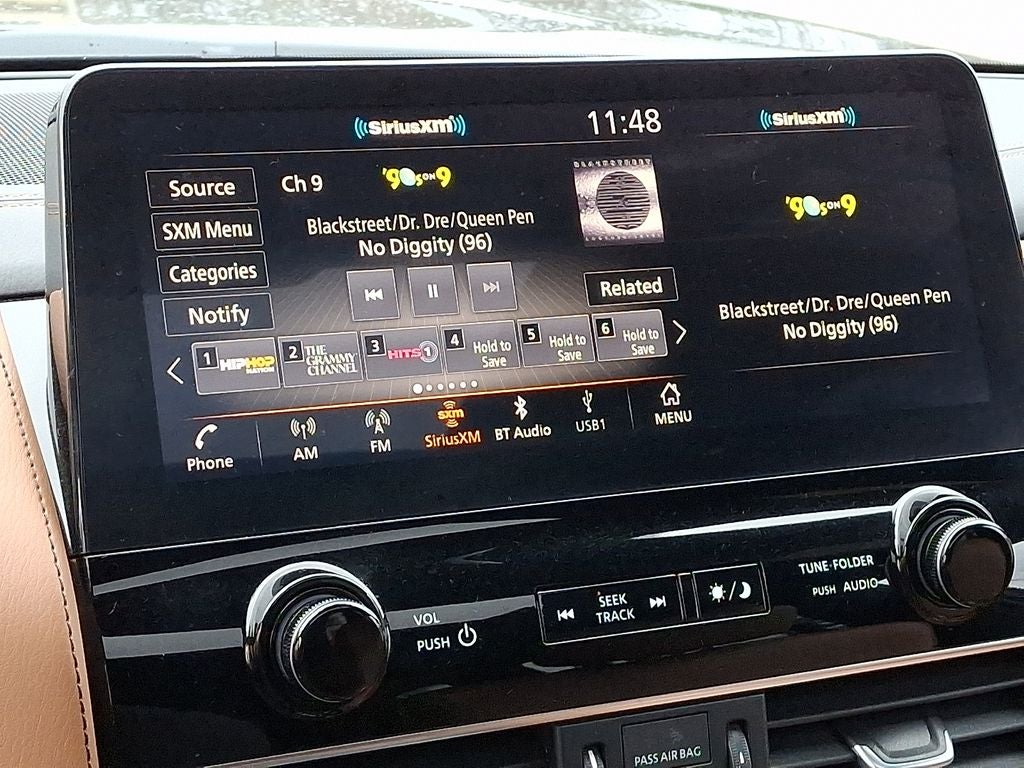 SiriusXM
11:48
SiriusXM
Source
Ch 9
'90s ON 9
BLACKSTREET
SXM Menu
Blackstreet/Dr. Dre/Queen Pen
No Diggity (96)
'90s ON 9
Categories
Notify
Related
Blackstreet/Dr. Dre/Queen Pen
No Diggity (96)
1 HIPHOP NATION
2 THE GRAMMY CHANNEL
3 HITS 1
4 Hold to Save
5 Hold to Save
6 Hold to Save
Phone
AM
FM
sxm
SiriusXM
BT Audio
USB1
MENU
VOL
PUSH
SEEK
TRACK
TUNE·FOLDER
PUSH AUDIO
PASS AIR BAG